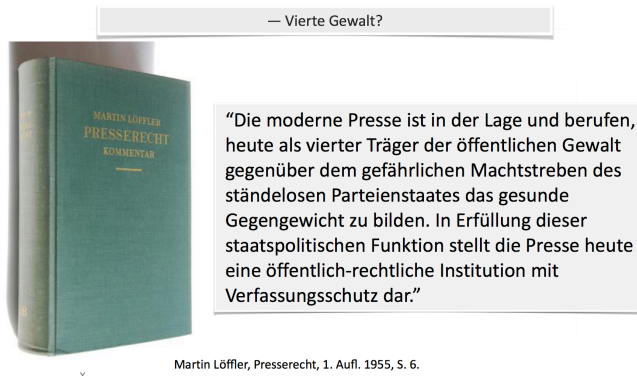 — Vierte Gewalt?
MARTIN LÖFFLER
PRESSERECHT
KOMMENTAR
“Die moderne Presse ist in der Lage und berufen,
heute als vierter Träger der öffentlichen Gewalt
gegenüber dem gefährlichen Machtstreben des
ständelosen Parteienstaates das gesunde
Gegengewicht zu bilden. In Erfüllung dieser
staatspolitischen Funktion stellt die Presse heute
eine öffentlich-rechtliche Institution mit
Verfassungsschutz dar.”
Martin Löffler, Presserecht, 1. Aufl. 1955, S. 6.